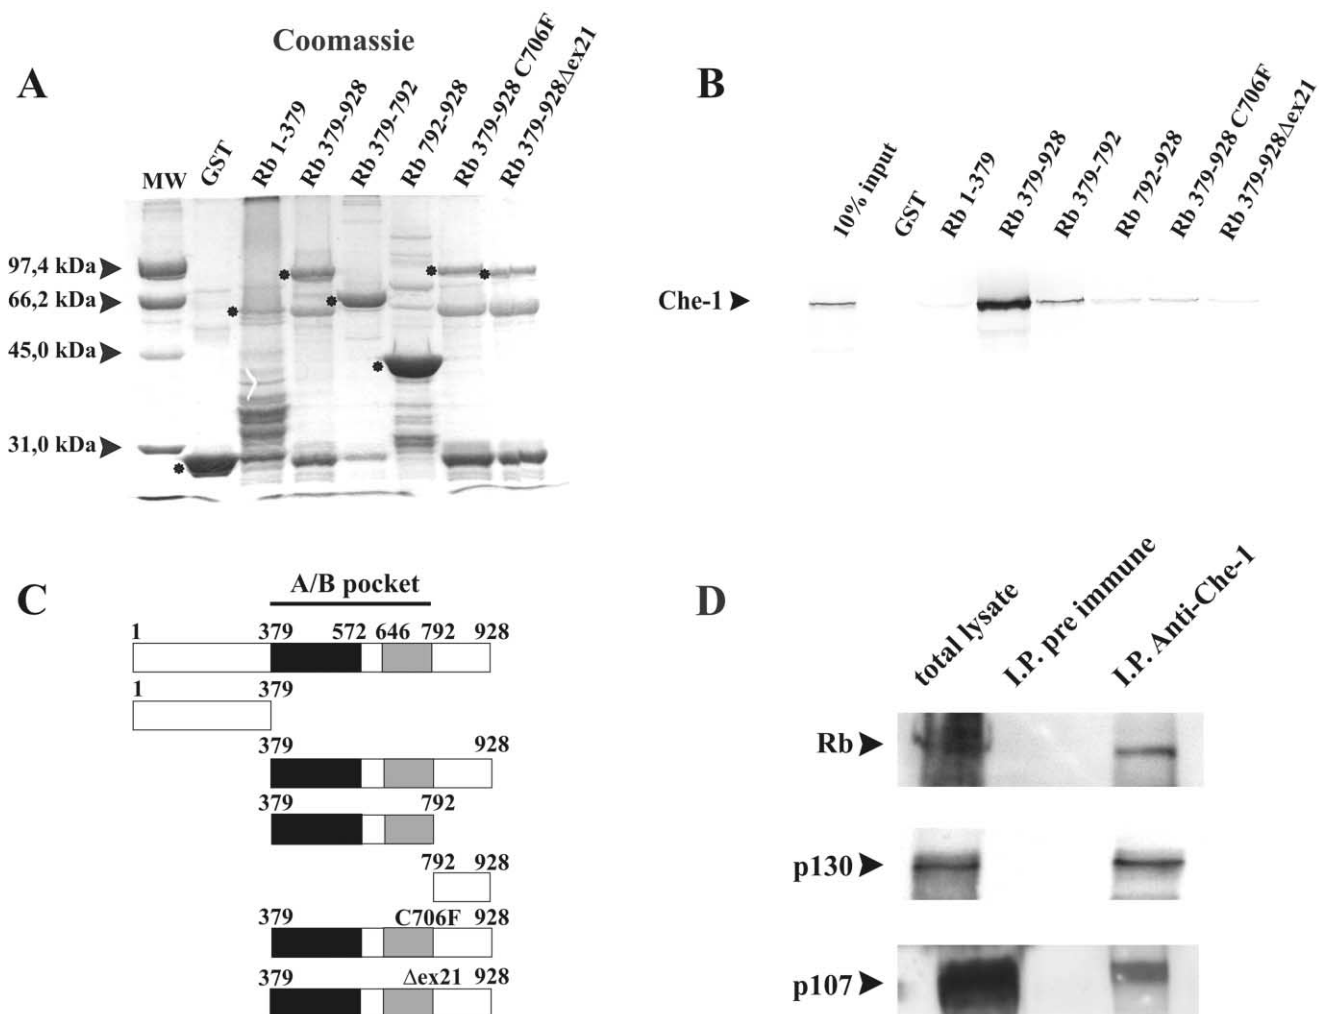 A
Coomassie
MW
GST
Rb 1-379
Rb 379-928
Rb 379-792
Rb 792-928
Rb 379-928 C706F
Rb 379-928Δex21
97,4 kDa
66,2 kDa
45,0 kDa
31,0 kDa
B
10% input
GST
Rb 1-379
Rb 379-928
Rb 379-792
Rb 792-928
Rb 379-928 C706F
Rb 379-928Δex21
Che-1
C
A/B pocket
1 379 572 646 792 928
1 379
379 928
379 792
792 928
379 C706F 928
379 Δex21 928
D
total lysate
I.P. pre immune
I.P. Anti-Che-1
Rb
p130
p107